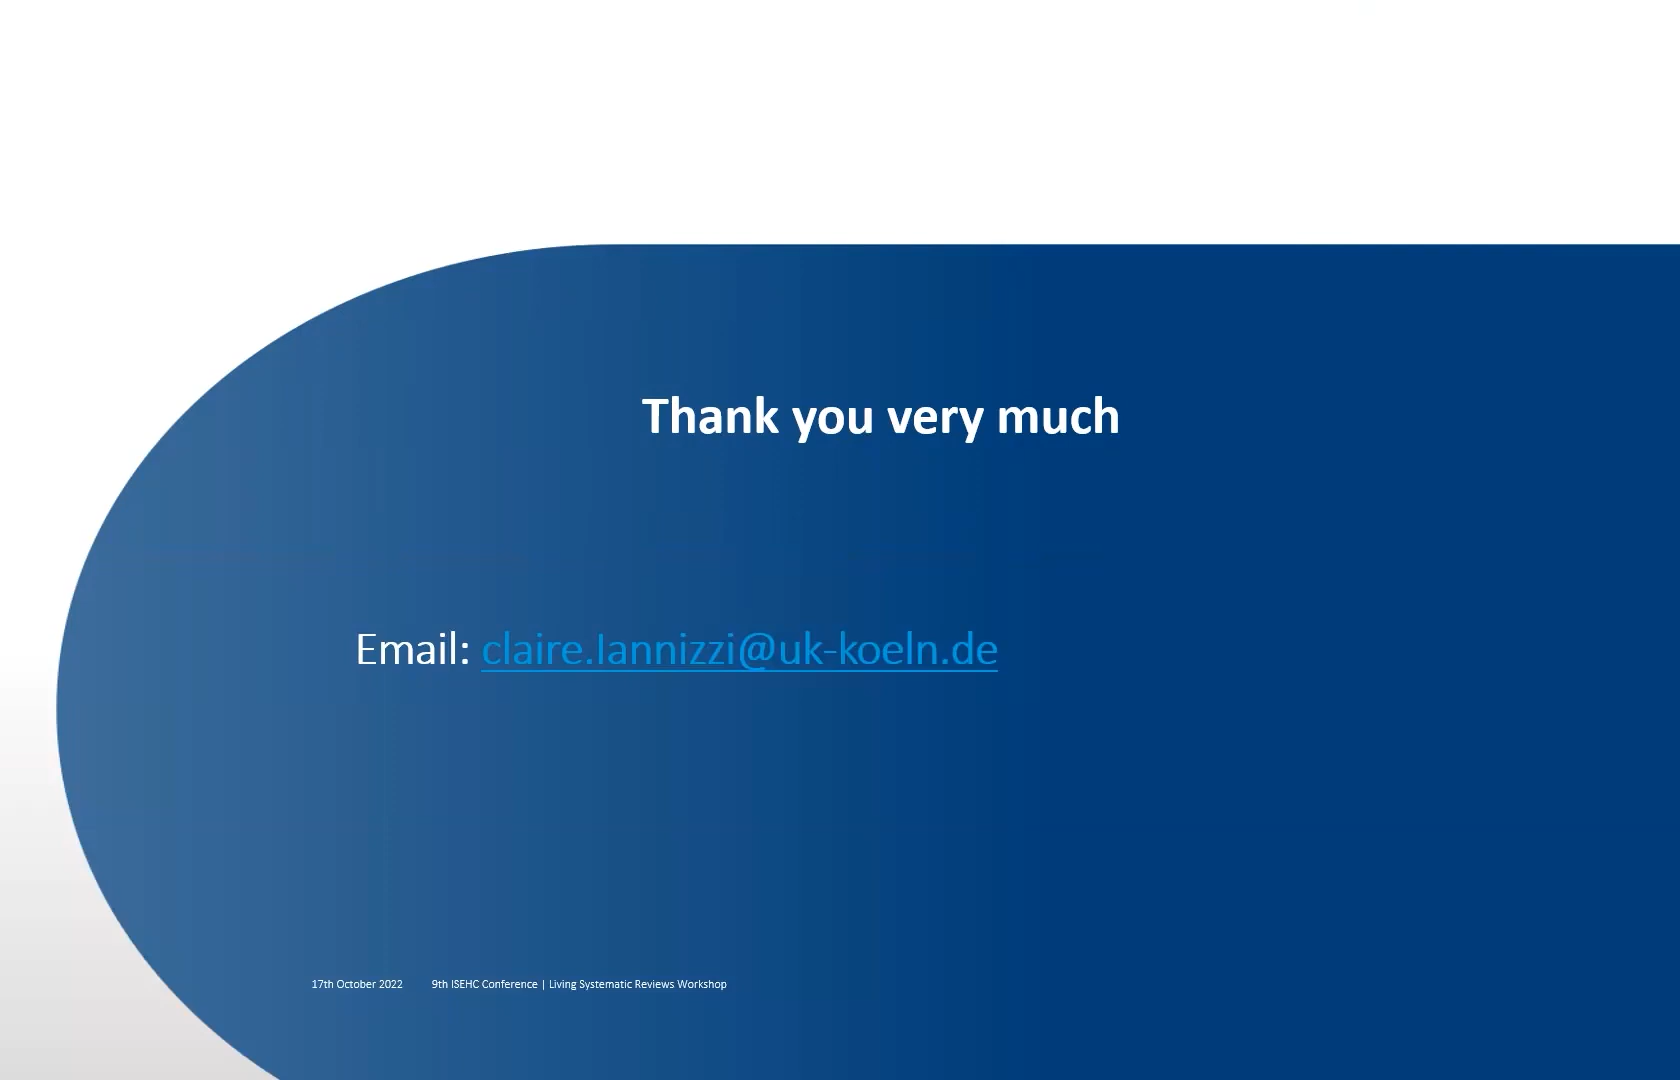 Thank you very much
Email: claire.Iannizzi@uk-koeln.de
17th October 2022 9th ISEHC Conference | Living Systematic Reviews Workshop